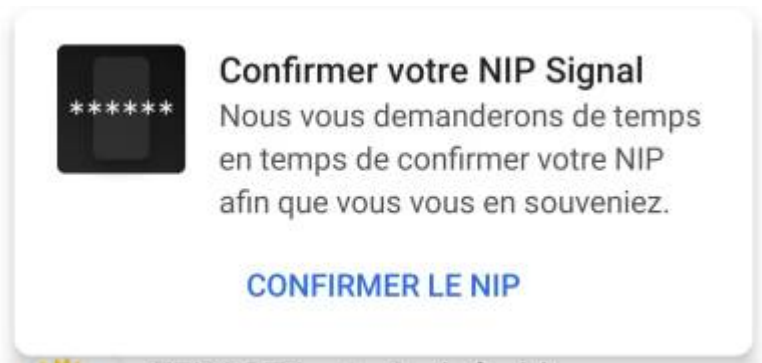 ******
Confirmer votre NIP Signal
Nous vous demanderons de temps
en temps de confirmer votre NIP
afin que vous vous en souveniez.
CONFIRMER LE NIP